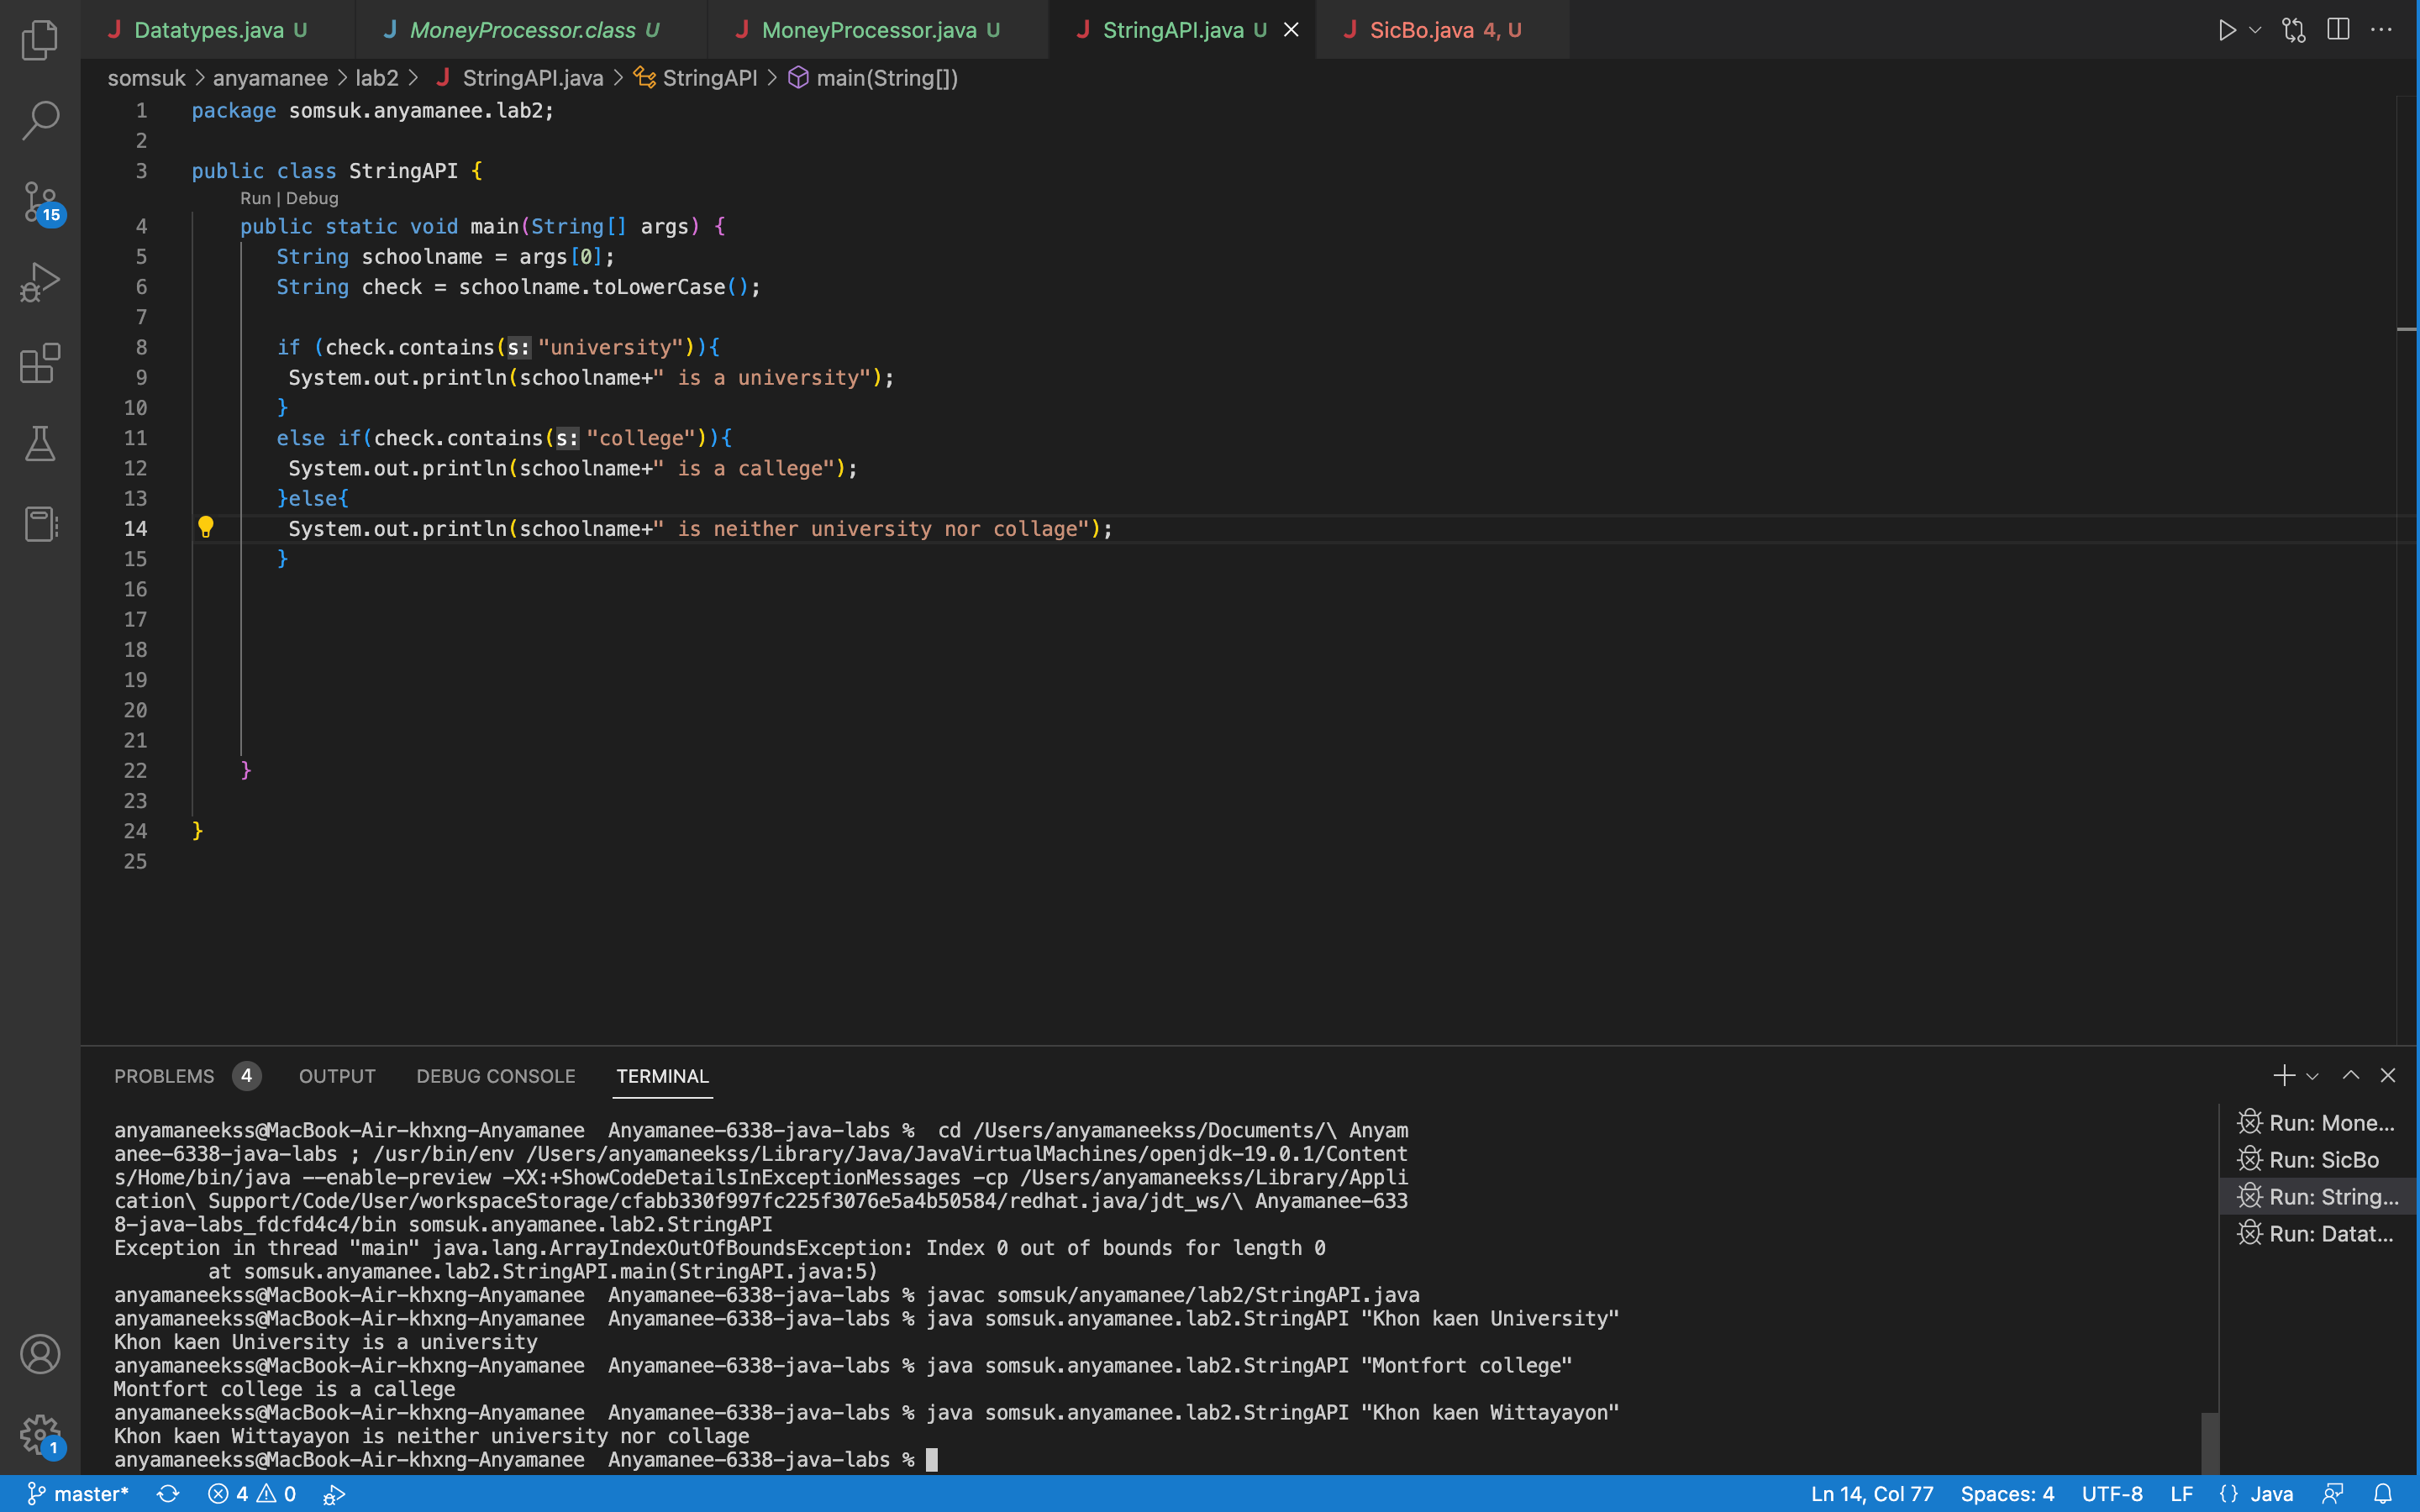 Datatypes.java U
MoneyProcessor.class U
MoneyProcessor.java U
StringAPI.java U
SicBo.java 4, U
somsuk > anyamanee > lab2 > StringAPI.java > StringAPI > main(String[])
1 package somsuk.anyamanee.lab2;
2
3 public class StringAPI {
Run | Debug
4 public static void main(String[] args) {
5 String schoolname = args[0];
6 String check = schoolname.toLowerCase();
7
8 if (check.contains(s: "university")){
9 System.out.println(schoolname+" is a university");
10 }
11 else if(check.contains(s: "college")){
12 System.out.println(schoolname+" is a callege");
13 }else{
14 System.out.println(schoolname+" is neither university nor collage");
15 }
16
17
18
19
20
21
22 }
23
24 }
25
15
1
PROBLEMS 4 OUTPUT DEBUG CONSOLE TERMINAL
anyamaneekss@MacBook-Air-khxng-Anyamanee  Anyamanee-6338-java-labs %  cd /Users/anyamaneekss/Documents/\ Anyam
anee-6338-java-labs ; /usr/bin/env /Users/anyamaneekss/Library/Java/JavaVirtualMachines/openjdk-19.0.1/Content
s/Home/bin/java --enable-preview -XX:+ShowCodeDetailsInExceptionMessages -cp /Users/anyamaneekss/Library/Appli
cation\ Support/Code/User/workspaceStorage/cfabb330f997fc225f3076e5a4b50584/redhat.java/jdt_ws/\ Anyamanee-633
8-java-labs_fdcfd4c4/bin somsuk.anyamanee.lab2.StringAPI
Exception in thread "main" java.lang.ArrayIndexOutOfBoundsException: Index 0 out of bounds for length 0
at somsuk.anyamanee.lab2.StringAPI.main(StringAPI.java:5)
anyamaneekss@MacBook-Air-khxng-Anyamanee  Anyamanee-6338-java-labs % javac somsuk/anyamanee/lab2/StringAPI.java
anyamaneekss@MacBook-Air-khxng-Anyamanee  Anyamanee-6338-java-labs % java somsuk.anyamanee.lab2.StringAPI "Khon kaen University"
Khon kaen University is a university
anyamaneekss@MacBook-Air-khxng-Anyamanee  Anyamanee-6338-java-labs % java somsuk.anyamanee.lab2.StringAPI "Montfort college"
Montfort college is a callege
anyamaneekss@MacBook-Air-khxng-Anyamanee  Anyamanee-6338-java-labs % java somsuk.anyamanee.lab2.StringAPI "Khon kaen Wittayayon"
Khon kaen Wittayayon is neither university nor collage
anyamaneekss@MacBook-Air-khxng-Anyamanee  Anyamanee-6338-java-labs %
Run: Mone...
Run: SicBo
Run: String...
Run: Datat...
master* 4 0 Ln 14, Col 77 Spaces: 4 UTF-8 LF {} Java